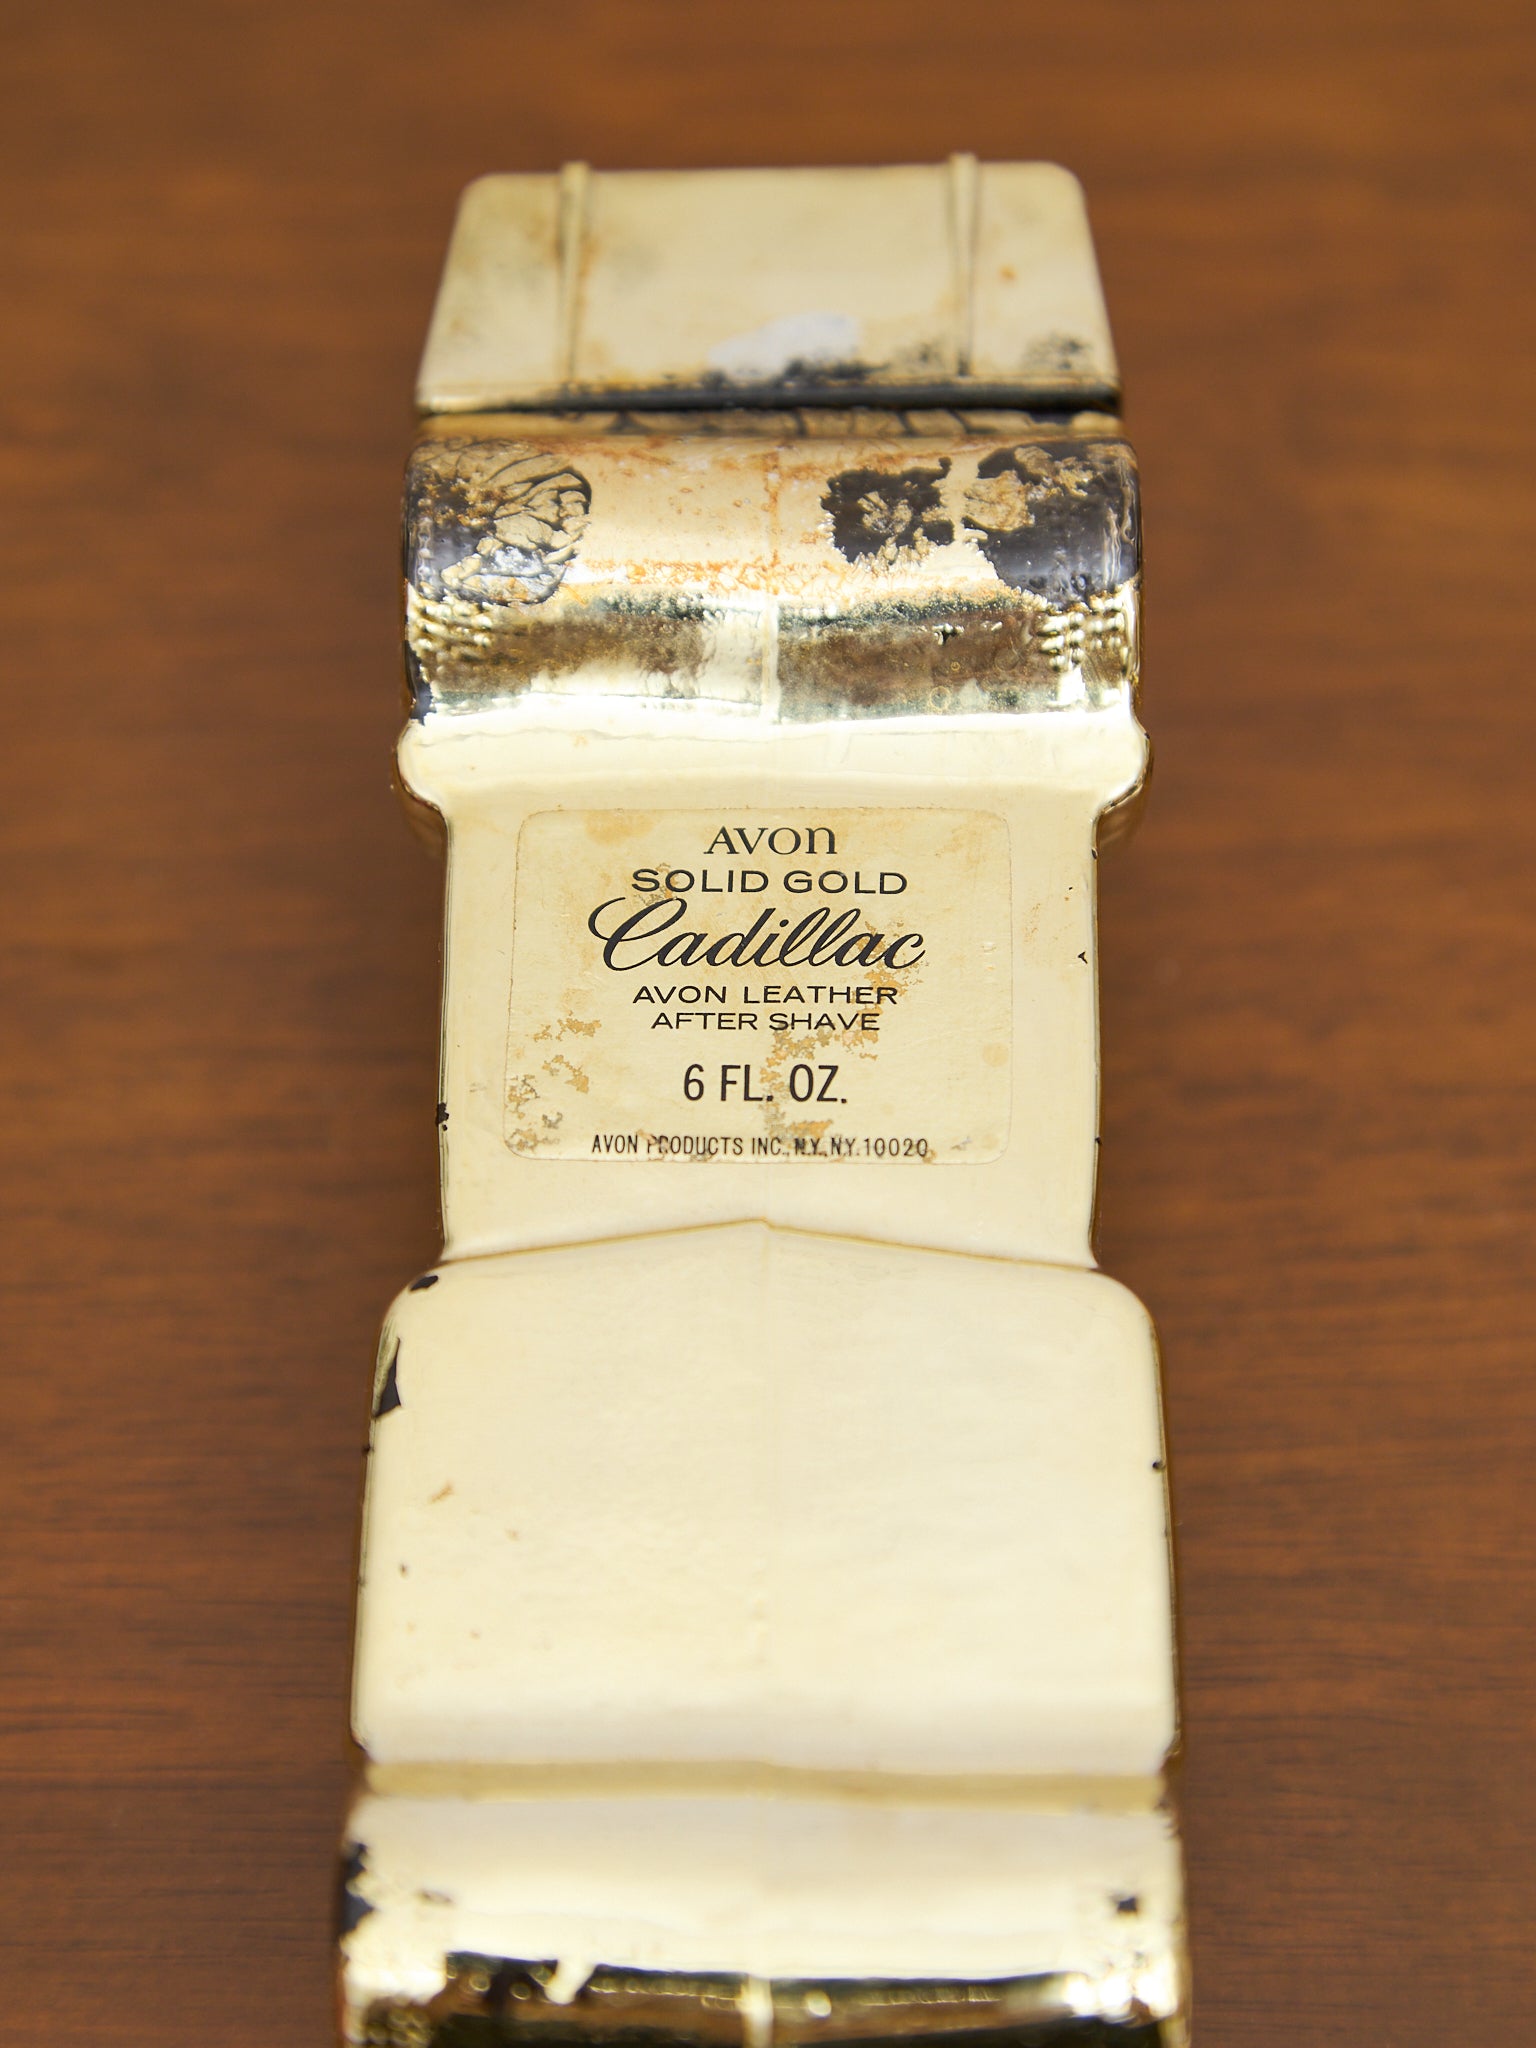 AVON
SOLID GOLD
Cadillac
AVON LEATHER
AFTER SHAVE
6 FL. OZ.
AVON PRODUCTS INC., N.Y., N.Y. 10020